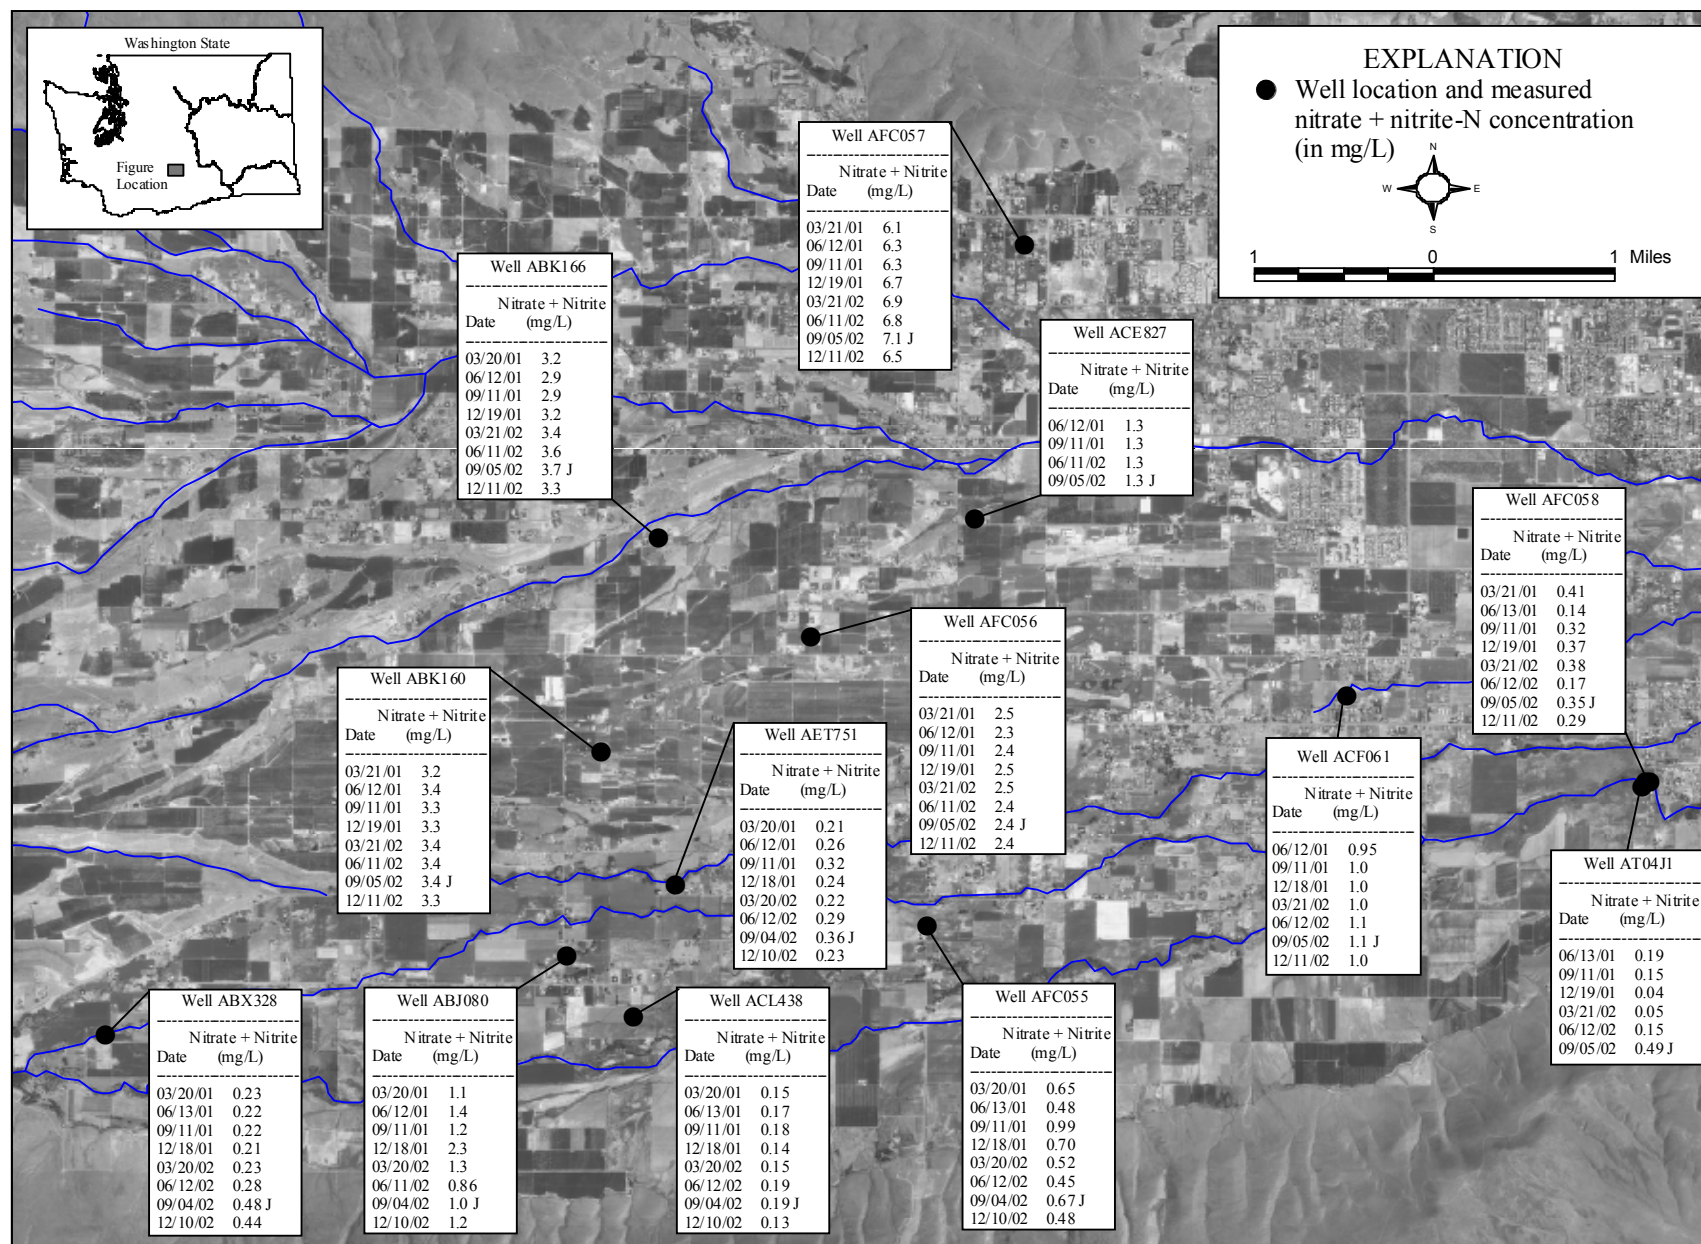 Washington State
Figure
Location
EXPLANATION
Well location and measured
nitrate + nitrite-N concentration
(in mg/L)
N
W E
S
1 0 1 Miles
Well AFC057
Nitrate + Nitrite
Date (mg/L)
03/21/01 6.1
06/12/01 6.3
09/11/01 6.3
12/19/01 6.7
03/21/02 6.9
06/11/02 6.8
09/05/02 7.1 J
12/11/02 6.5
Well ABK166
Nitrate + Nitrite
Date (mg/L)
03/20/01 3.2
06/12/01 2.9
09/11/01 2.9
12/19/01 3.2
03/21/02 3.4
06/11/02 3.6
09/05/02 3.7 J
12/11/02 3.3
Well ACE827
Nitrate + Nitrite
Date (mg/L)
06/12/01 1.3
09/11/01 1.3
06/11/02 1.3
09/05/02 1.3 J
Well AFC058
Nitrate + Nitrite
Date (mg/L)
03/21/01 0.41
06/13/01 0.14
09/11/01 0.32
12/19/01 0.37
03/21/02 0.38
06/12/02 0.17
09/05/02 0.35 J
12/11/02 0.29
Well AFC056
Nitrate + Nitrite
Date (mg/L)
03/21/01 2.5
06/12/01 2.3
09/11/01 2.4
12/19/01 2.5
03/21/02 2.5
06/11/02 2.4
09/05/02 2.4 J
12/11/02 2.4
Well ABK160
Nitrate + Nitrite
Date (mg/L)
03/21/01 3.2
06/12/01 3.4
09/11/01 3.3
12/19/01 3.3
03/21/02 3.4
06/11/02 3.4
09/05/02 3.4 J
12/11/02 3.3
Well AET751
Nitrate + Nitrite
Date (mg/L)
03/20/01 0.21
06/12/01 0.26
09/11/01 0.32
12/18/01 0.24
03/20/02 0.22
06/12/02 0.29
09/04/02 0.36 J
12/10/02 0.23
Well ACF061
Nitrate + Nitrite
Date (mg/L)
06/12/01 0.95
09/11/01 1.0
12/18/01 1.0
03/21/02 1.0
06/12/02 1.1
09/05/02 1.1 J
12/11/02 1.0
Well AT04J1
Nitrate + Nitrite
Date (mg/L)
06/13/01 0.19
09/11/01 0.15
12/19/01 0.04
03/21/02 0.05
06/12/02 0.15
09/05/02 0.49 J
Well ABX328
Nitrate + Nitrite
Date (mg/L)
03/20/01 0.23
06/13/01 0.22
09/11/01 0.22
12/18/01 0.21
03/20/02 0.23
06/12/02 0.28
09/04/02 0.48 J
12/10/02 0.44
Well ABJ080
Nitrate + Nitrite
Date (mg/L)
03/20/01 1.1
06/12/01 1.4
09/11/01 1.2
12/18/01 2.3
03/20/02 1.3
06/11/02 0.86
09/04/02 1.0 J
12/10/02 1.2
Well ACL438
Nitrate + Nitrite
Date (mg/L)
03/20/01 0.15
06/13/01 0.17
09/11/01 0.18
12/18/01 0.14
03/20/02 0.15
06/12/02 0.19
09/04/02 0.19 J
12/10/02 0.13
Well AFC055
Nitrate + Nitrite
Date (mg/L)
03/20/01 0.65
06/13/01 0.48
09/11/01 0.99
12/18/01 0.70
03/20/02 0.52
06/12/02 0.45
09/04/02 0.67 J
12/10/02 0.48